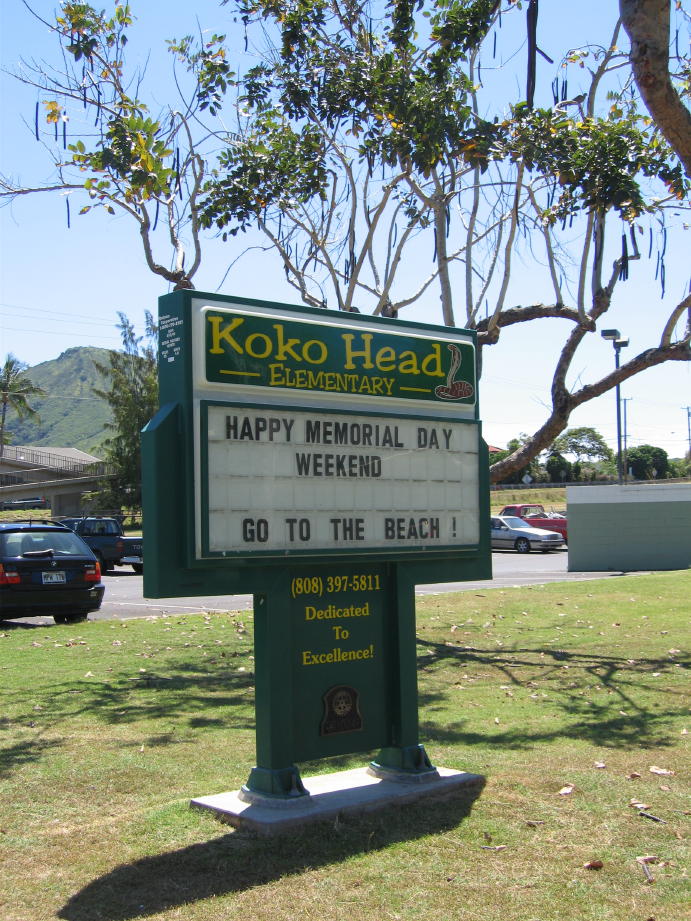 Koko Head
Elementary
HAPPY MEMORIAL DAY
WEEKEND
GO TO THE BEACH !
(808) 397-5811
Dedicated
To
Excellence!